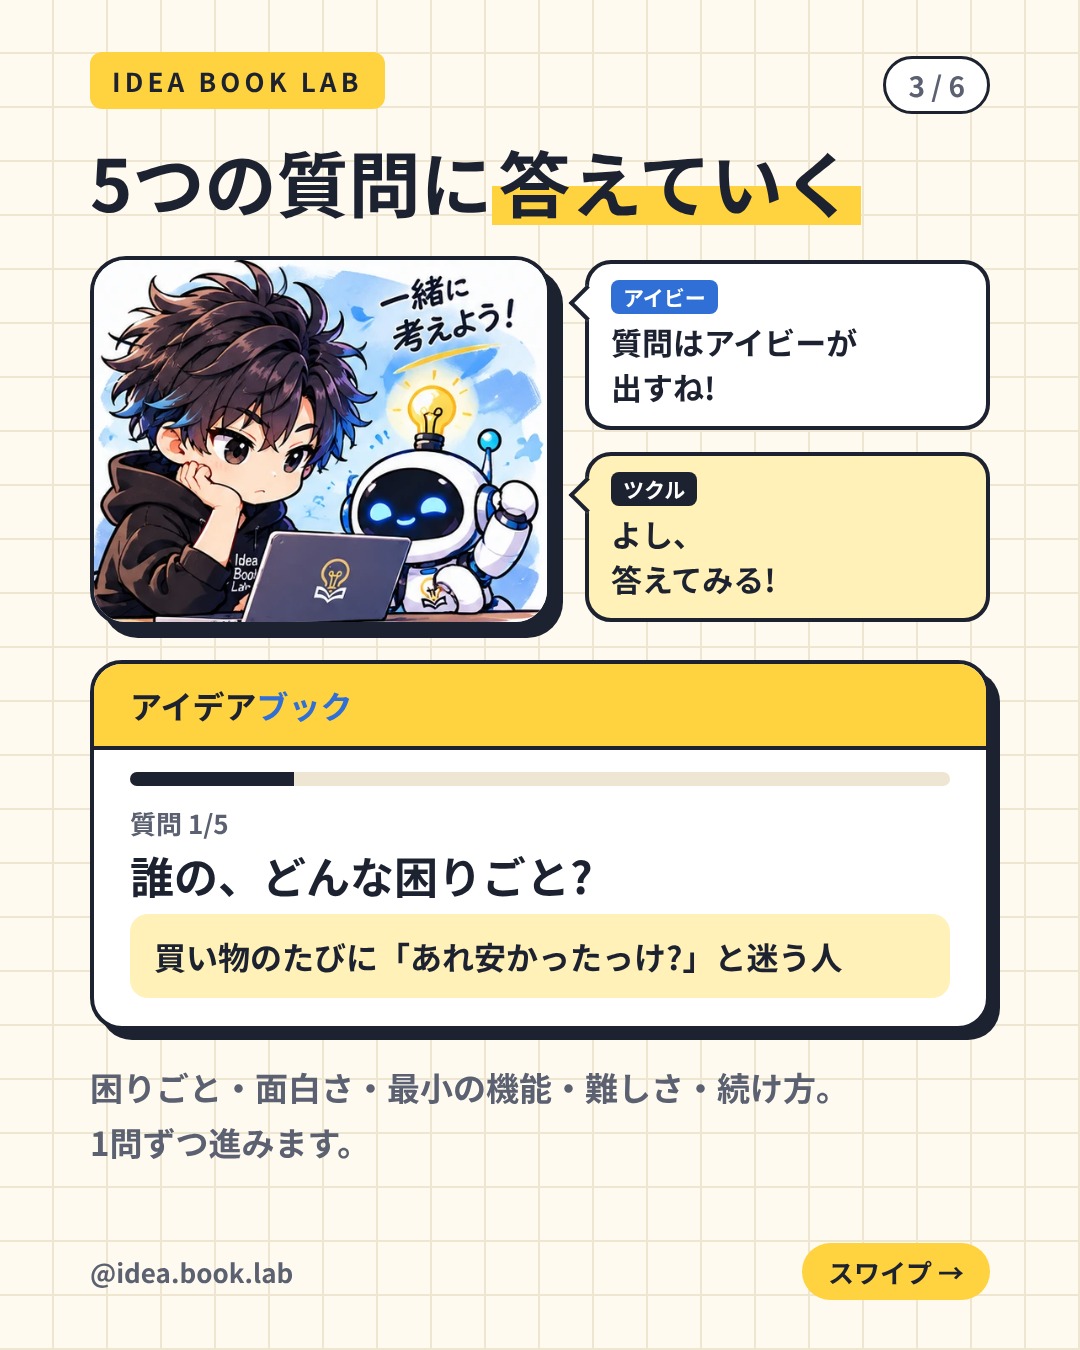 IDEA BOOK LAB
3 / 6
5つの質問に答えていく
一緒に
考えよう!
Idea
Book
Lab
アイビー
質問はアイビーが
出すね!
ツクル
よし、
答えてみる!
アイデアブック
質問 1/5
誰の、どんな困りごと?
買い物のたびに「あれ安かったっけ?」と迷う人
困りごと・面白さ・最小の機能・難しさ・続け方。
1問ずつ進みます。
@idea.book.lab
スワイプ →